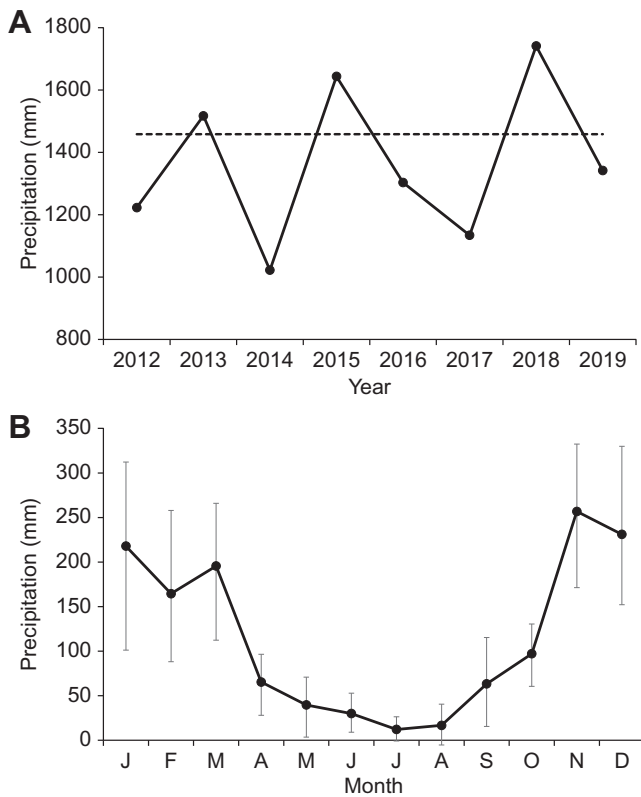 A
1800
1600
1400
1200
1000
800
Precipitation (mm)
2012 2013 2014 2015 2016 2017 2018 2019
Year
B
350
300
250
200
150
100
50
0
Precipitation (mm)
J F M A M J J A S O N D
Month